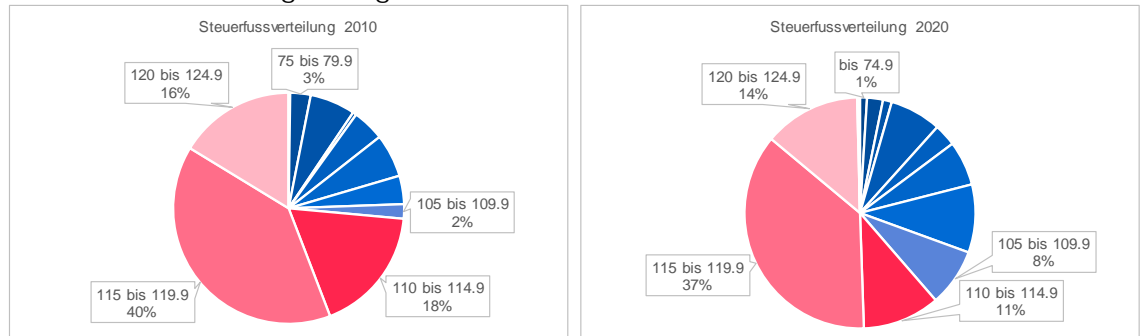 Steuerfussverteilung 2010
75 bis 79.9
3%
120 bis 124.9
16%
105 bis 109.9
2%
115 bis 119.9
40%
110 bis 114.9
18%
Steuerfussverteilung 2020
bis 74.9
1%
120 bis 124.9
14%
105 bis 109.9
8%
115 bis 119.9
37%
110 bis 114.9
11%